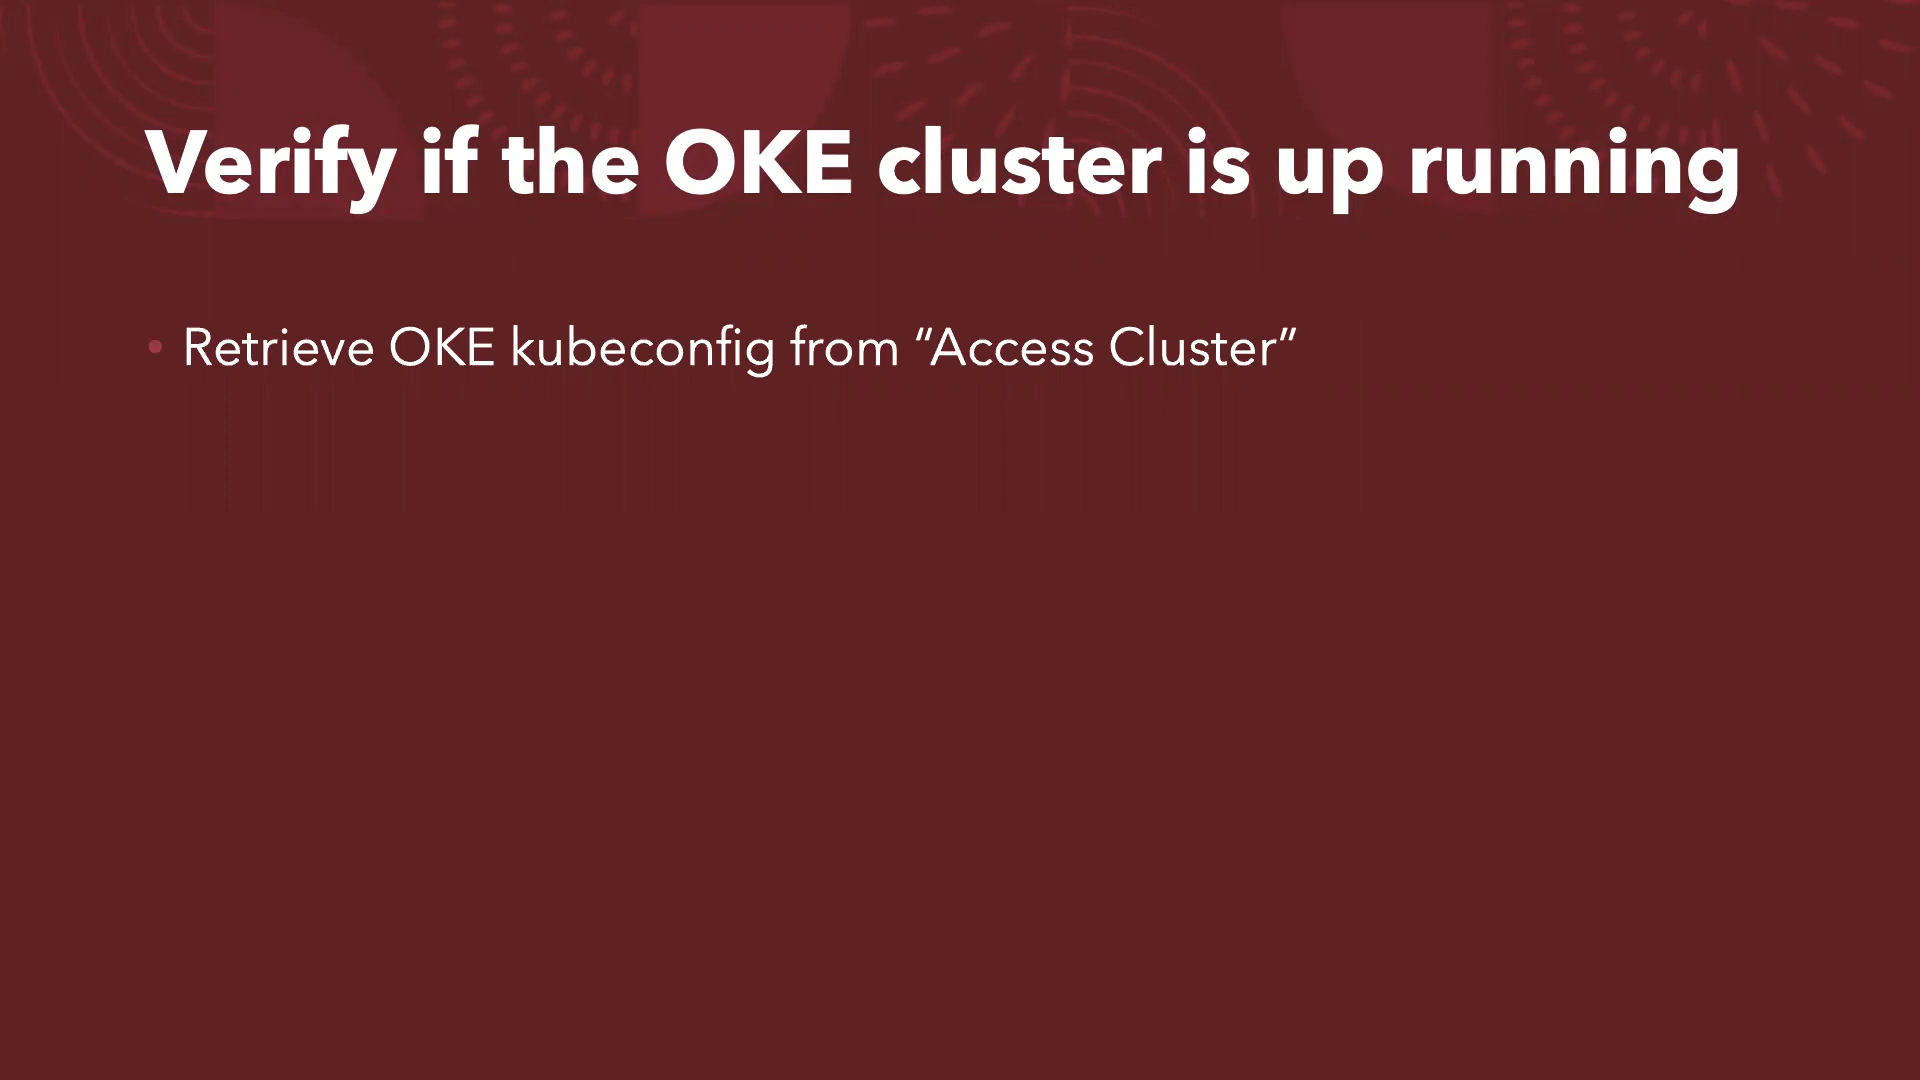 Verify if the OKE cluster is up running
• Retrieve OKE kubeconfig from “Access Cluster”